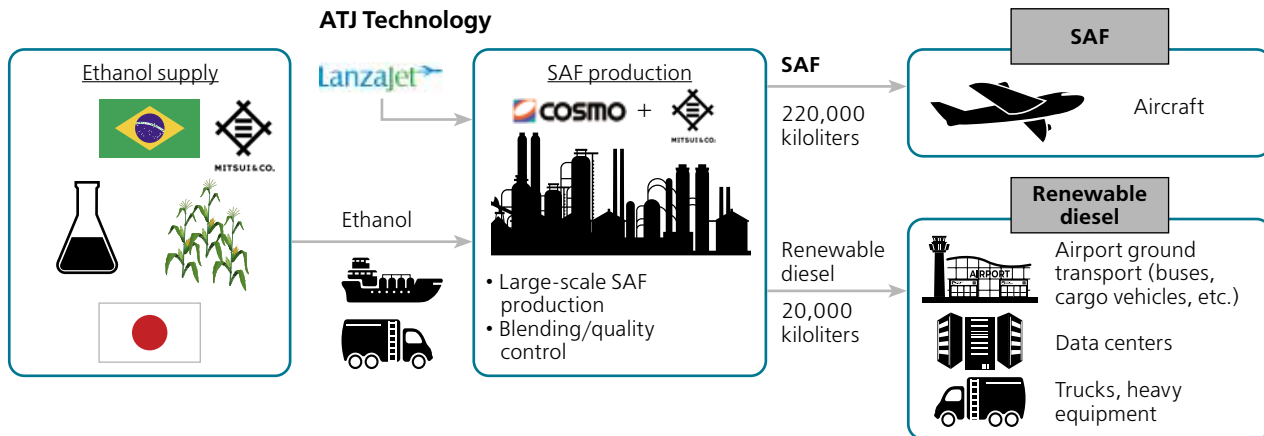 ATJ Technology
Ethanol supply
MITSUI & CO.
LanzaJet
Ethanol
SAF production
COSMO + 
MITSUI & CO.
• Large-scale SAF
production
• Blending/quality
control
SAF
220,000
kiloliters
Renewable
diesel
20,000
kiloliters
SAF
Aircraft
Renewable
diesel
AIRPORT
Airport ground
transport (buses,
cargo vehicles, etc.)
Data centers
Trucks, heavy
equipment